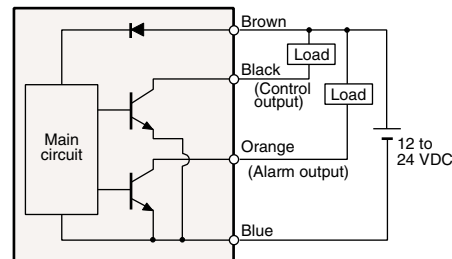 Brown
Load
Black
(Control
output)
Load
Main
circuit
Orange
(Alarm output)
12 to
24 VDC
Blue